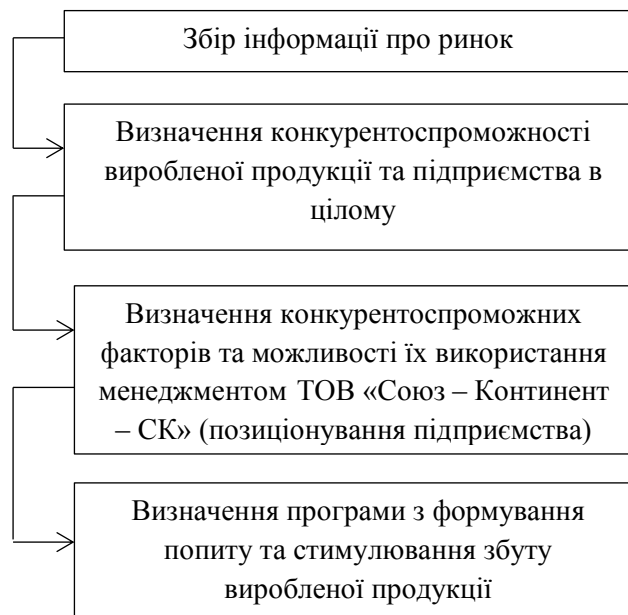 Збір інформації про ринок
Визначення конкурентоспроможності
виробленої продукції та підприємства в
цілому
Визначення конкурентоспроможних
факторів та можливості їх використання
менеджментом ТОВ «Союз – Континент
– СК» (позиціонування підприємства)
Визначення програми з формування
попиту та стимулювання збуту
виробленої продукції